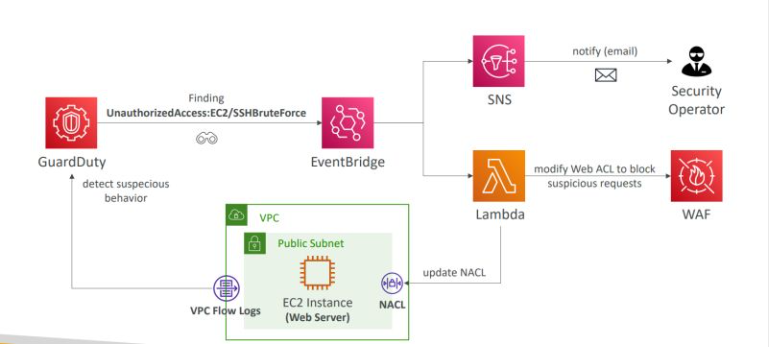 notify (email)
SNS
Security
Operator
Finding
UnauthorizedAccess:EC2/SSHBruteForce
GuardDuty
EventBridge
detect suspecious
behavior
modify Web ACL to block
suspicious requests
Lambda
WAF
VPC
Public Subnet
update NACL
EC2 Instance
(Web Server)
NACL
VPC Flow Logs